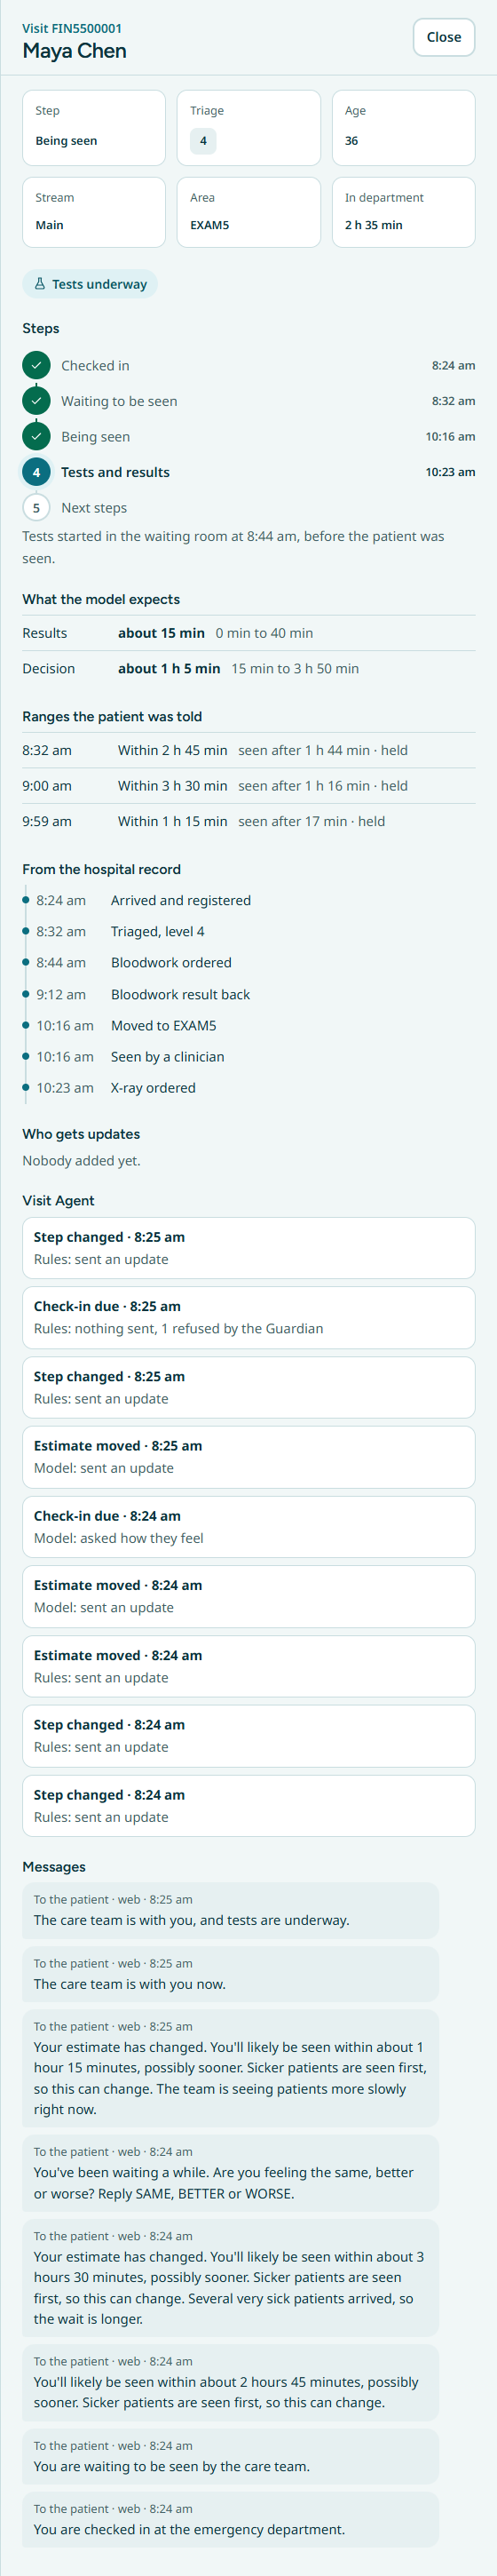 Visit FIN5500001
Maya Chen
Close
Step
Being seen
Triage
4
Age
36
Stream
Main
Area
EXAM5
In department
2 h 35 min
Tests underway
Steps
Checked in 8:24 am
Waiting to be seen 8:32 am
Being seen 10:16 am
4 Tests and results 10:23 am
5 Next steps
Tests started in the waiting room at 8:44 am, before the patient was
seen.
What the model expects
Results about 15 min 0 min to 40 min
Decision about 1 h 5 min 15 min to 3 h 50 min
Ranges the patient was told
8:32 am Within 2 h 45 min seen after 1 h 44 min · held
9:00 am Within 3 h 30 min seen after 1 h 16 min · held
9:59 am Within 1 h 15 min seen after 17 min · held
From the hospital record
8:24 am Arrived and registered
8:32 am Triaged, level 4
8:44 am Bloodwork ordered
9:12 am Bloodwork result back
10:16 am Moved to EXAM5
10:16 am Seen by a clinician
10:23 am X-ray ordered
Who gets updates
Nobody added yet.
Visit Agent
Step changed · 8:25 am
Rules: sent an update
Check-in due · 8:25 am
Rules: nothing sent, 1 refused by the Guardian
Step changed · 8:25 am
Rules: sent an update
Estimate moved · 8:25 am
Model: sent an update
Check-in due · 8:24 am
Model: asked how they feel
Estimate moved · 8:24 am
Model: sent an update
Estimate moved · 8:24 am
Rules: sent an update
Step changed · 8:24 am
Rules: sent an update
Step changed · 8:24 am
Rules: sent an update
Messages
To the patient · web · 8:25 am
The care team is with you, and tests are underway.
To the patient · web · 8:25 am
The care team is with you now.
To the patient · web · 8:25 am
Your estimate has changed. You'll likely be seen within about 1
hour 15 minutes, possibly sooner. Sicker patients are seen first,
so this can change. The team is seeing patients more slowly
right now.
To the patient · web · 8:24 am
You've been waiting a while. Are you feeling the same, better
or worse? Reply SAME, BETTER or WORSE.
To the patient · web · 8:24 am
Your estimate has changed. You'll likely be seen within about 3
hours 30 minutes, possibly sooner. Sicker patients are seen
first, so this can change. Several very sick patients arrived, so
the wait is longer.
To the patient · web · 8:24 am
You'll likely be seen within about 2 hours 45 minutes, possibly
sooner. Sicker patients are seen first, so this can change.
To the patient · web · 8:24 am
You are waiting to be seen by the care team.
To the patient · web · 8:24 am
You are checked in at the emergency department.